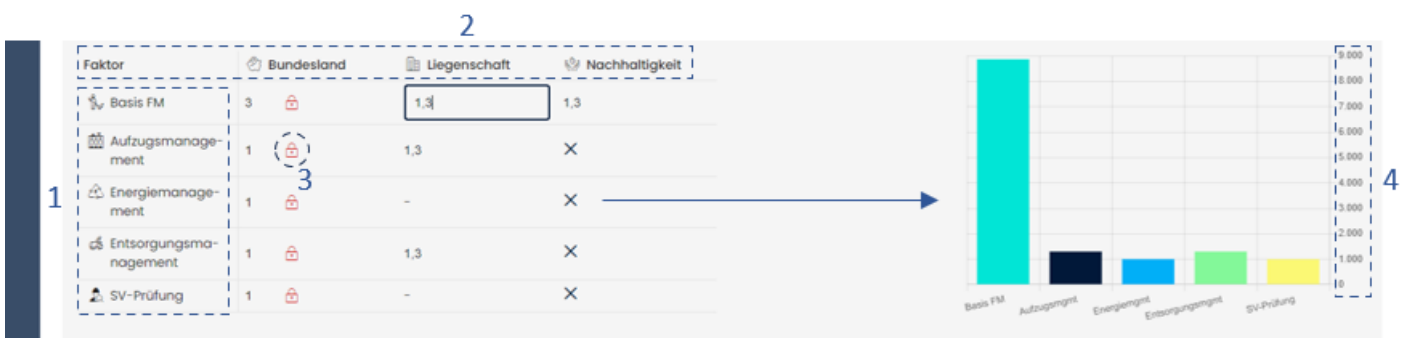 2
Faktor Bundesland Liegenschaft Nachhaltigkeit
Basis FM 3 1,3 1,3
Aufzugsmanage-
ment 1 1,3 ✕
3
1
Energiemanage-
ment 1 - ✕
Entsorgungsma-
nagement 1 1,3 ✕
SV-Prüfung 1 - ✕
9.000
8.000
7.000
6.000
5.000
4.000
3.000
2.000
1.000
0
4
Basis FM Aufzugsmgmt Energiemgmt Entsorgungsmgmt SV-Prüfung